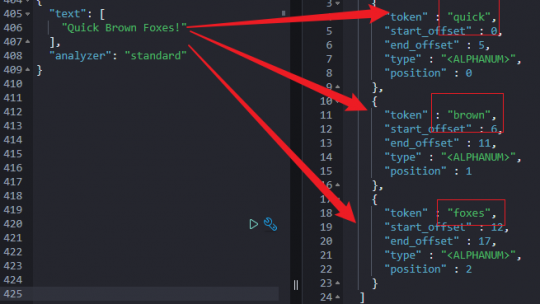 404 {
405 "text": [
406 "Quick Brown Foxes!"
407 ],
408 "analyzer": "standard"
409 }
410
411
412
413
414
415
416
417
418
419
420
421
422
423
424
425
3 {
4 "token" : "quick",
5 "start_offset" : 0,
6 "end_offset" : 5,
7 "type" : "<ALPHANUM>",
8 "position" : 0
9 },
10 {
11 "token" : "brown",
12 "start_offset" : 6,
13 "end_offset" : 11,
14 "type" : "<ALPHANUM>",
15 "position" : 1
16 },
17 {
18 "token" : "foxes",
19 "start_offset" : 12,
20 "end_offset" : 17,
21 "type" : "<ALPHANUM>",
22 "position" : 2
23 }
24 ]